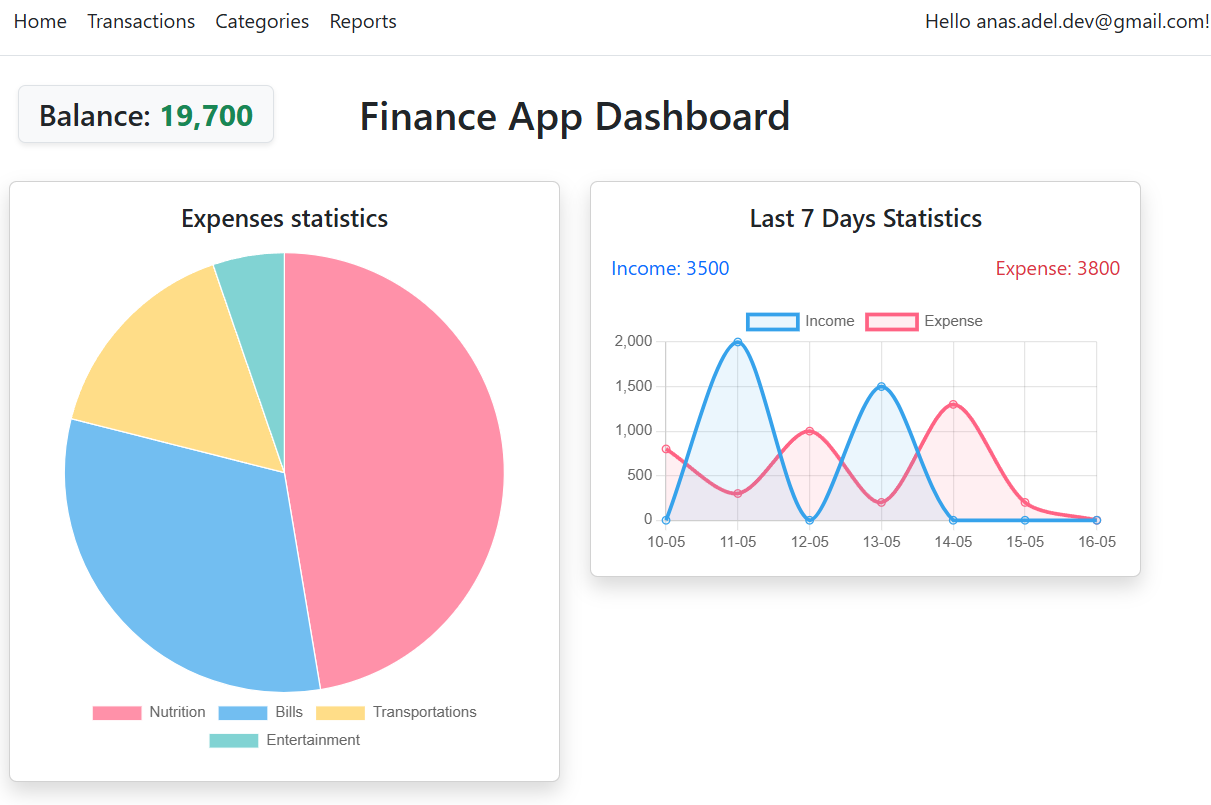 Home Transactions Categories Reports Hello anas.adel.dev@gmail.com!
Balance: 19,700
Finance App Dashboard
Expenses statistics
Nutrition Bills Transportations
Entertainment
Last 7 Days Statistics
Income: 3500 Expense: 3800
Income Expense
2,000
1,500
1,000
500
0
10-05 11-05 12-05 13-05 14-05 15-05 16-05